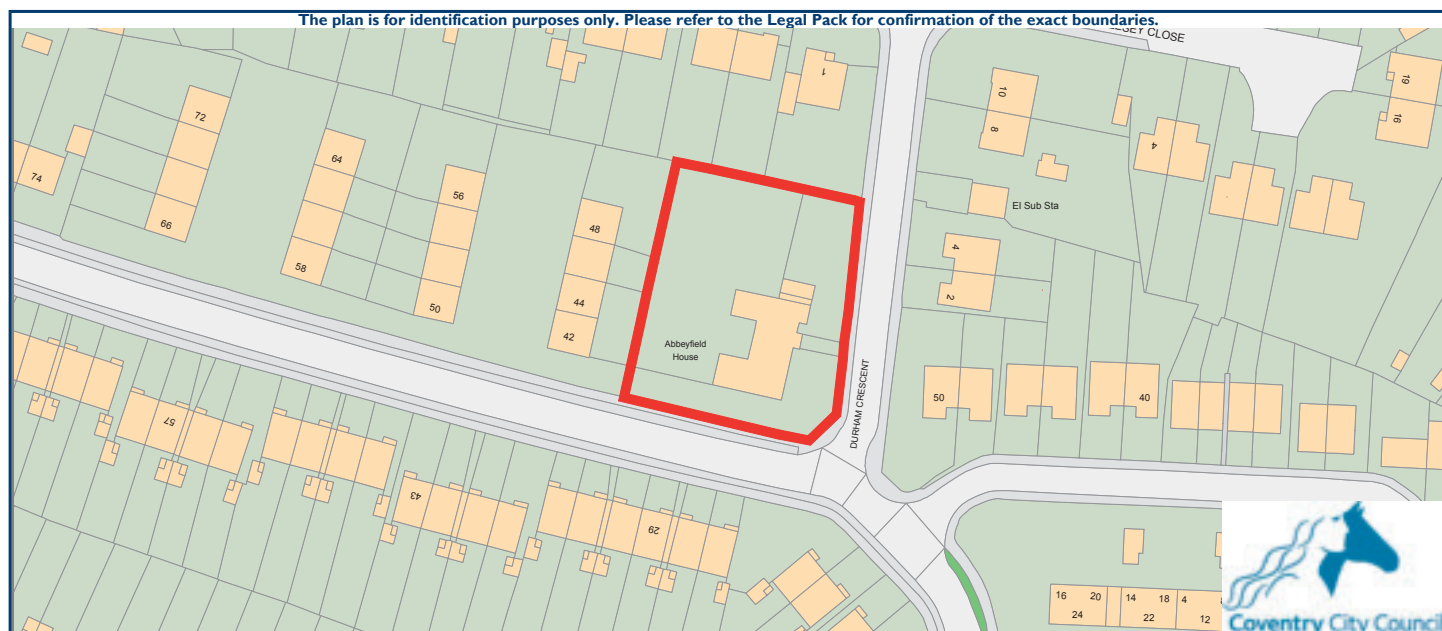 The plan is for identification purposes only. Please refer to the Legal Pack for confirmation of the exact boundaries.
CLOSE
1
10
8
19
16
72
64
56
74
66
48
4
El Sub Sta
58
50
44
42
4
2
Abbeyfield
House
DURHAM CRESCENT
50
40
57
43
29
16 20 14 18 4
24 22 12
Coventry City Council